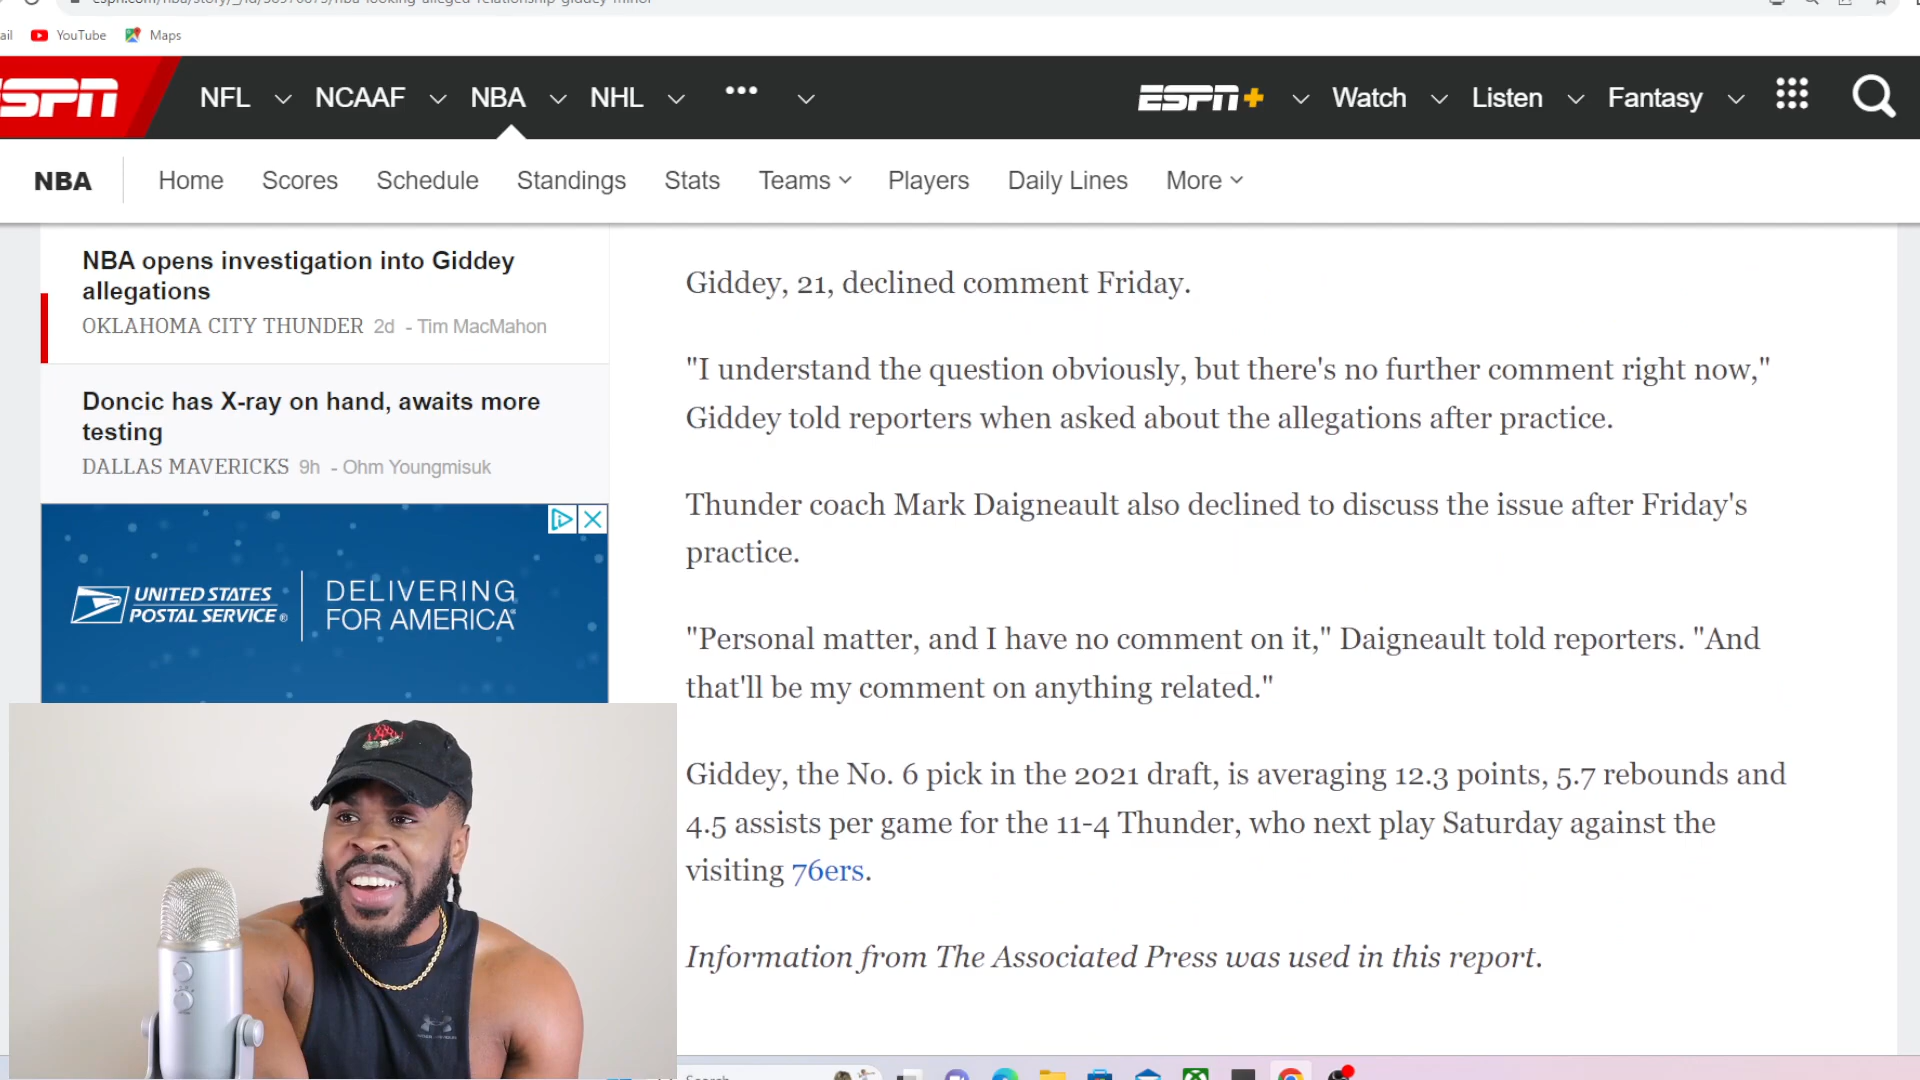 YouTube Maps
ESPN NFL NCAAF NBA NHL ••• ESPN+ Watch Listen Fantasy
NBA Home Scores Schedule Standings Stats Teams Players Daily Lines More
NBA opens investigation into Giddey
allegations
OKLAHOMA CITY THUNDER 2d - Tim MacMahon
Doncic has X-ray on hand, awaits more
testing
DALLAS MAVERICKS 9h - Ohm Youngmisuk
UNITED STATES
POSTAL SERVICE®
DELIVERING
FOR AMERICA
Giddey, 21, declined comment Friday.
"I understand the question obviously, but there's no further comment right now,"
Giddey told reporters when asked about the allegations after practice.
Thunder coach Mark Daigneault also declined to discuss the issue after Friday's
practice.
"Personal matter, and I have no comment on it," Daigneault told reporters. "And
that'll be my comment on anything related."
Giddey, the No. 6 pick in the 2021 draft, is averaging 12.3 points, 5.7 rebounds and
4.5 assists per game for the 11-4 Thunder, who next play Saturday against the
visiting 76ers.
Information from The Associated Press was used in this report.